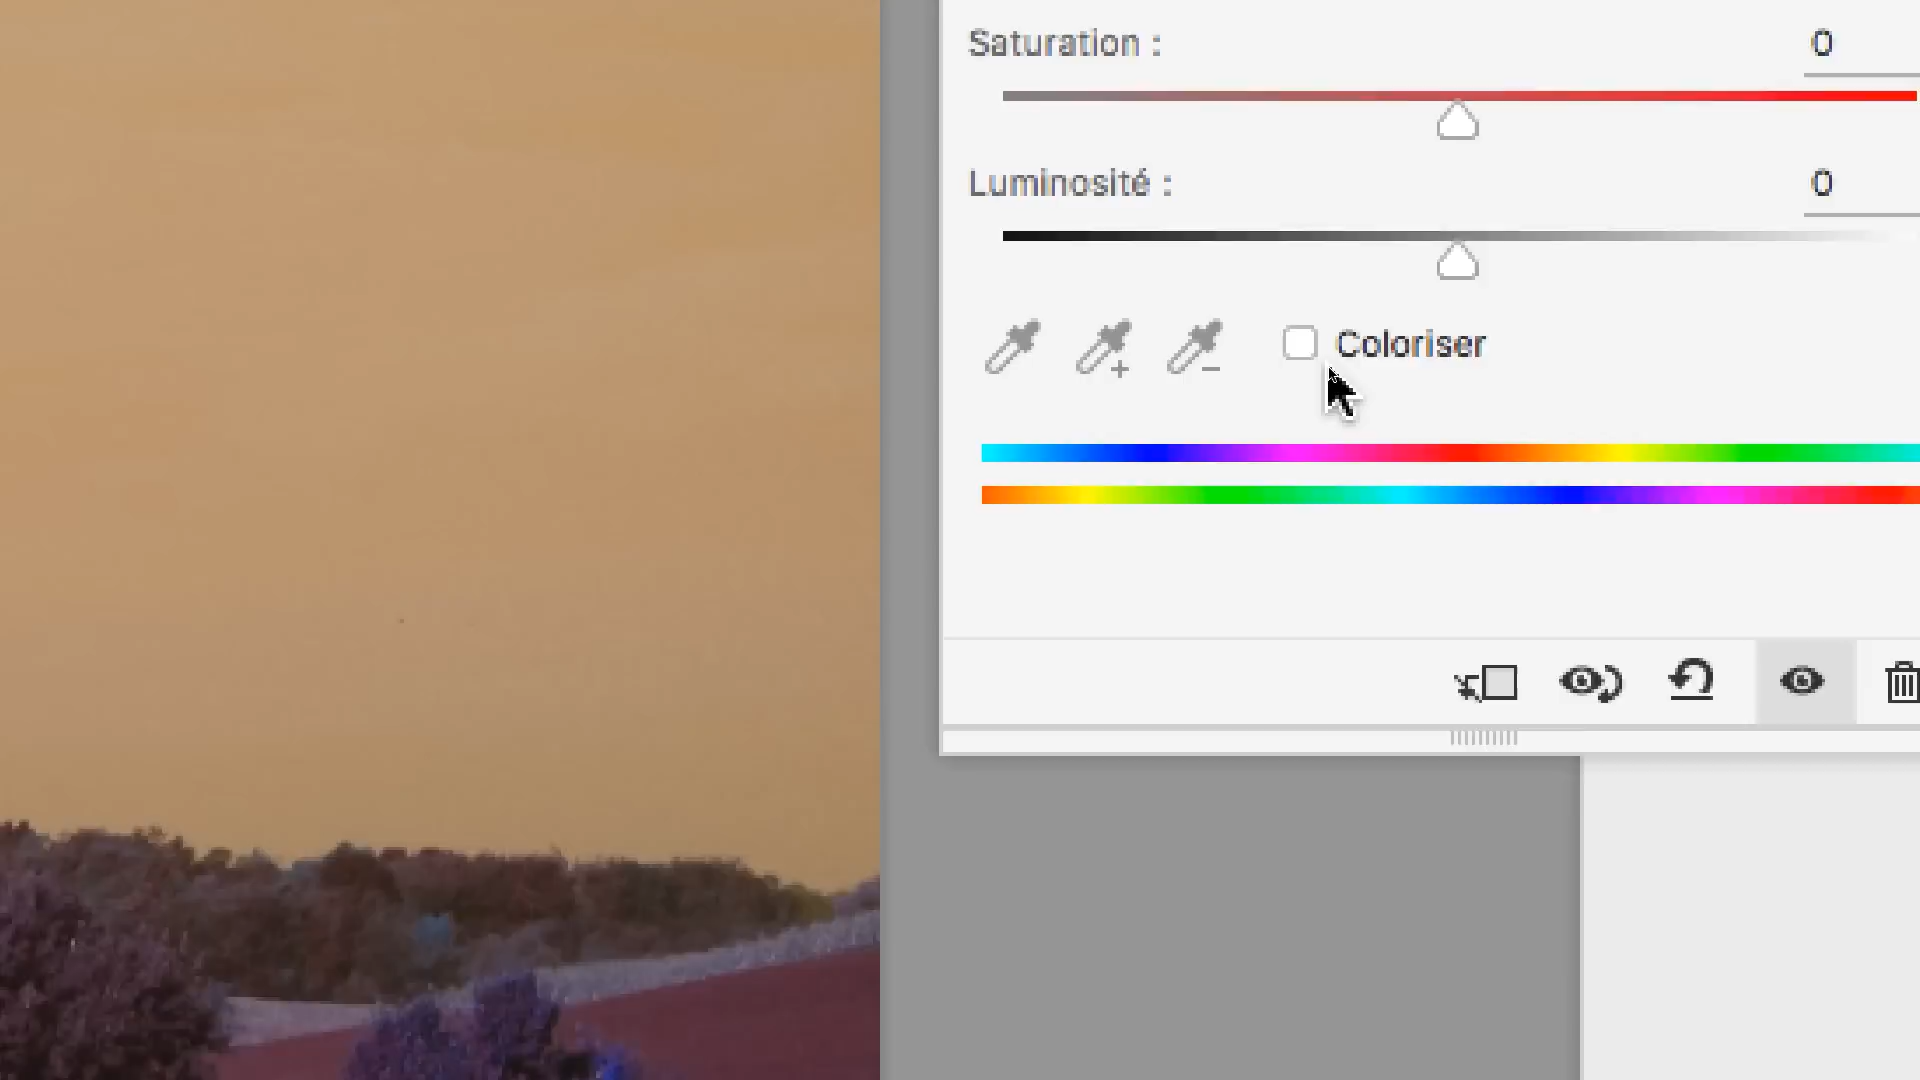 Saturation : 0
Luminosité : 0
Coloriser